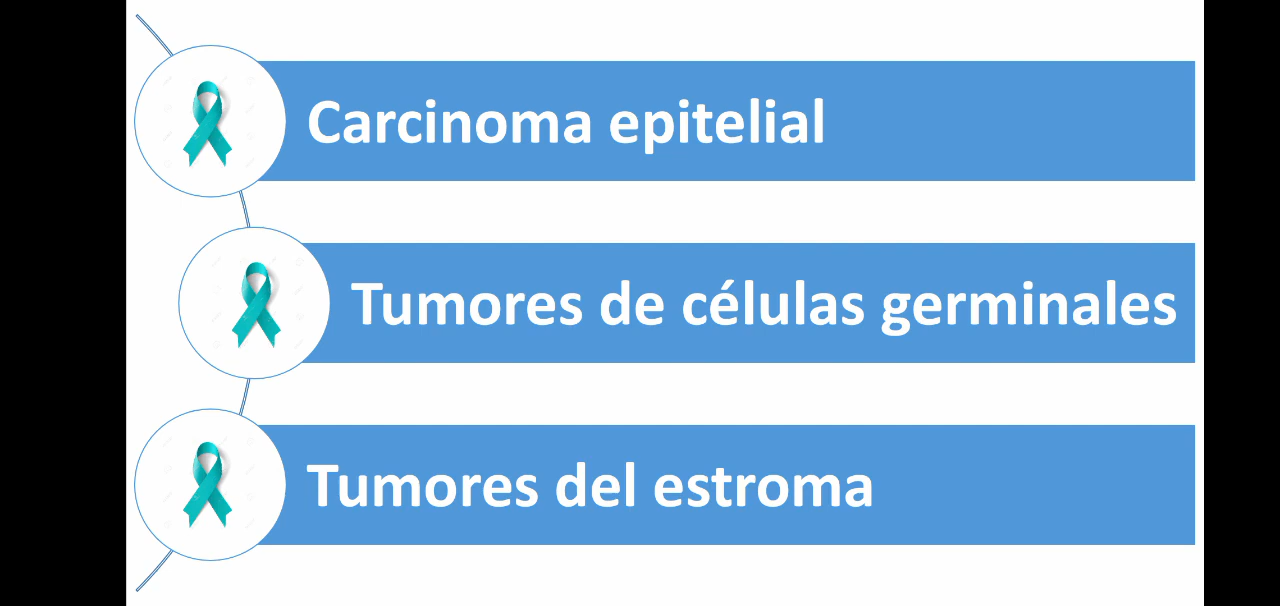 Carcinoma epitelial
Tumores de células germinales
Tumores del estroma